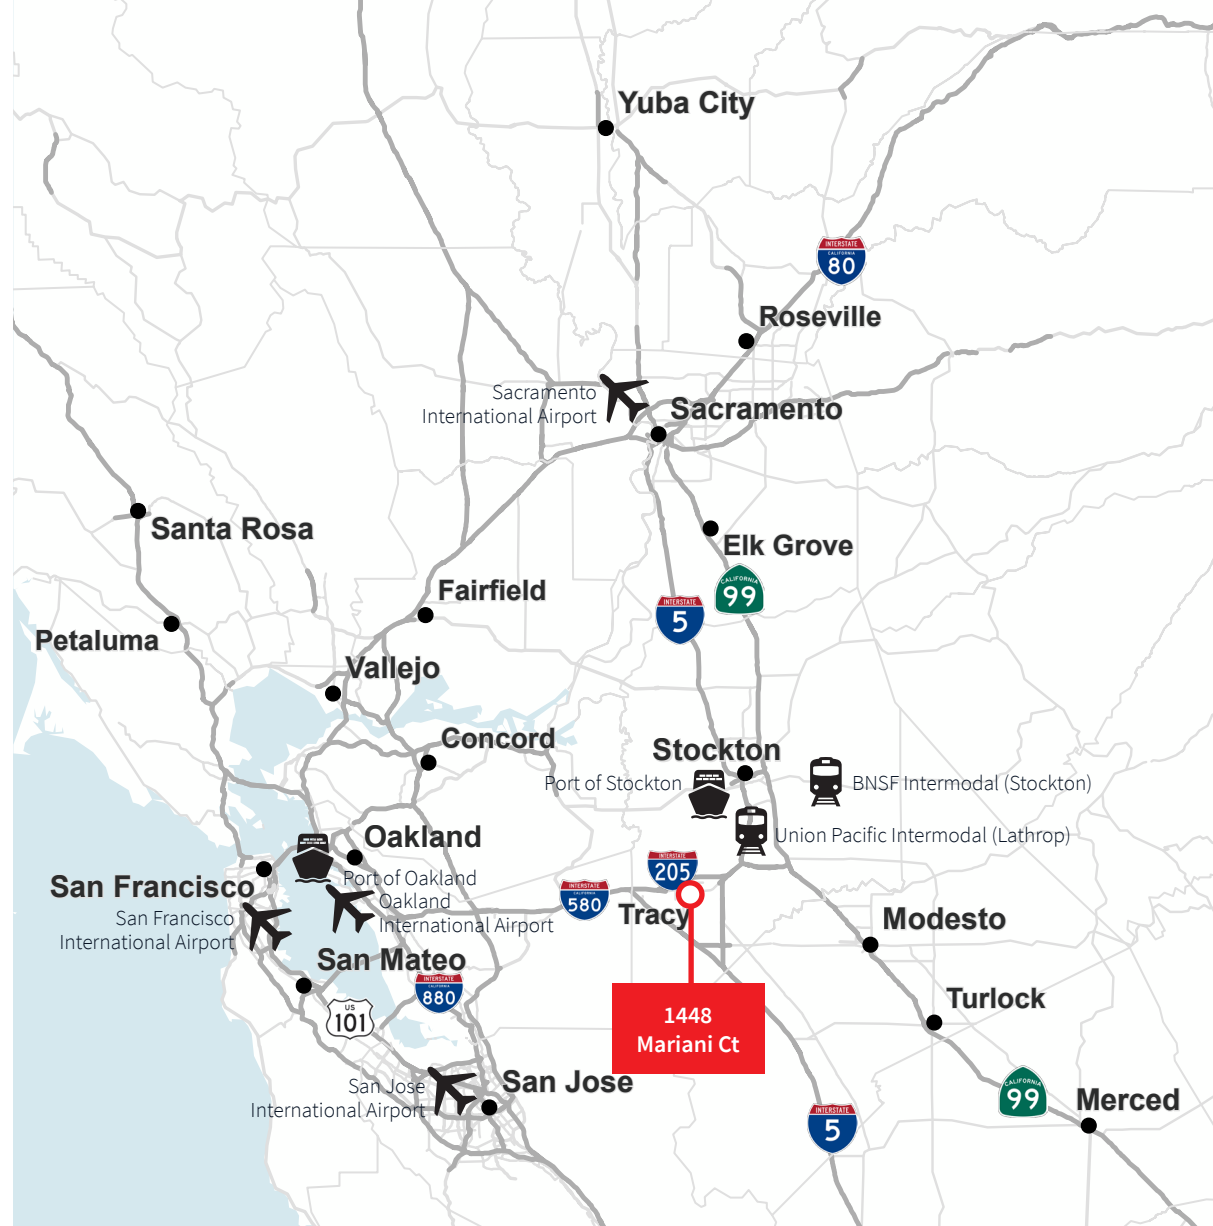 Yuba City
INTERSTATE
CALIFORNIA
80
Roseville
Sacramento
International Airport
Sacramento
Santa Rosa
Elk Grove
CALIFORNIA
99
Fairfield
INTERSTATE
5
Petaluma
Vallejo
Concord
Stockton
Port of Stockton
BNSF Intermodal (Stockton)
Union Pacific Intermodal (Lathrop)
Oakland
INTERSTATE
205
San Francisco
Port of Oakland
INTERSTATE
CALIFORNIA
580
Oakland
International Airport
Tracy
San Francisco
International Airport
Modesto
San Mateo
INTERSTATE
CALIFORNIA
880
US
101
1448
Mariani Ct
Turlock
San Jose
San Jose
International Airport
CALIFORNIA
99
Merced
INTERSTATE
5